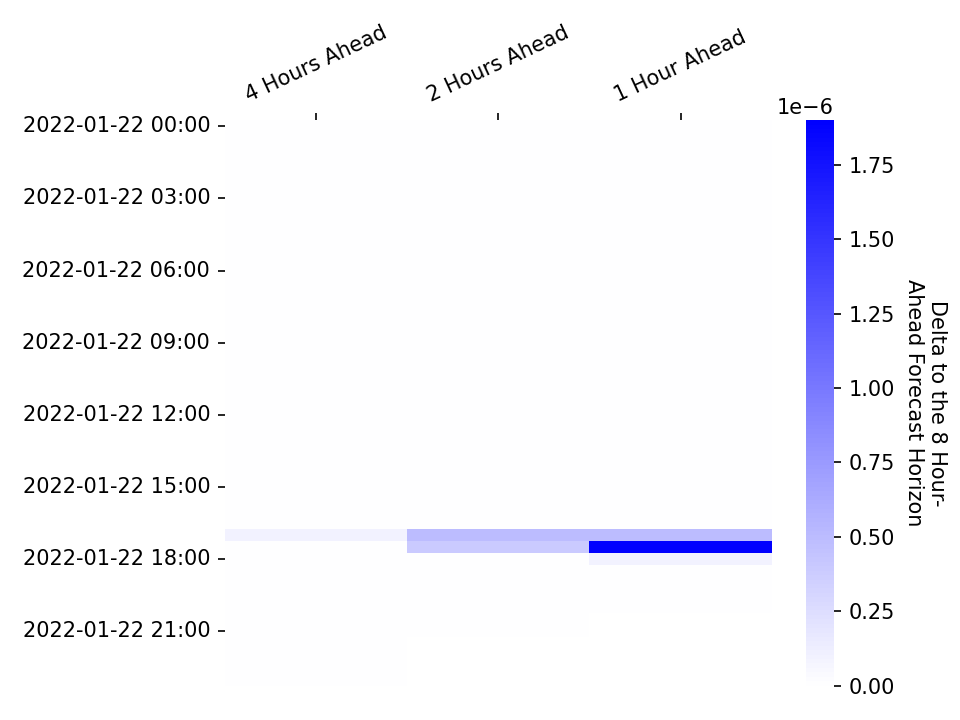 4 Hours Ahead
2 Hours Ahead
1 Hour Ahead
1e−6
2022-01-22 00:00
2022-01-22 03:00
2022-01-22 06:00
2022-01-22 09:00
2022-01-22 12:00
2022-01-22 15:00
2022-01-22 18:00
2022-01-22 21:00
1.75
1.50
1.25
1.00
0.75
0.50
0.25
0.00
Delta to the 8 Hour-
Ahead Forecast Horizon